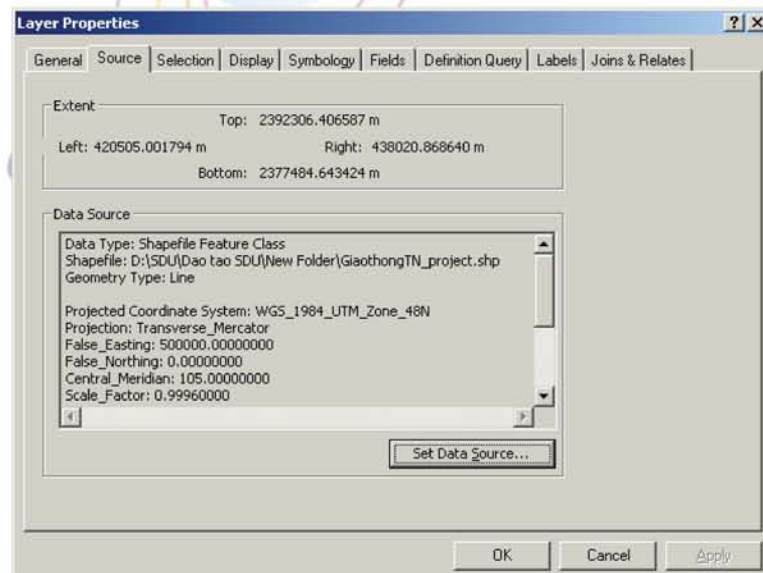 Layer Properties
General Source Selection Display Symbology Fields Definition Query Labels Joins & Relates
Extent
Top: 2392306.406587 m
Left: 420505.001794 m Right: 438020.868640 m
Bottom: 2377484.643424 m
Data Source
Data Type: Shapefile Feature Class
Shapefile: D:\SDU\Dao tao SDU\New Folder\GiaothongTN_project.shp
Geometry Type: Line
Projected Coordinate System: WGS_1984_UTM_Zone_48N
Projection: Transverse_Mercator
False_Easting: 500000.00000000
False_Northing: 0.00000000
Central_Meridian: 105.00000000
Scale_Factor: 0.99960000
Set Data Source...
OK Cancel Apply